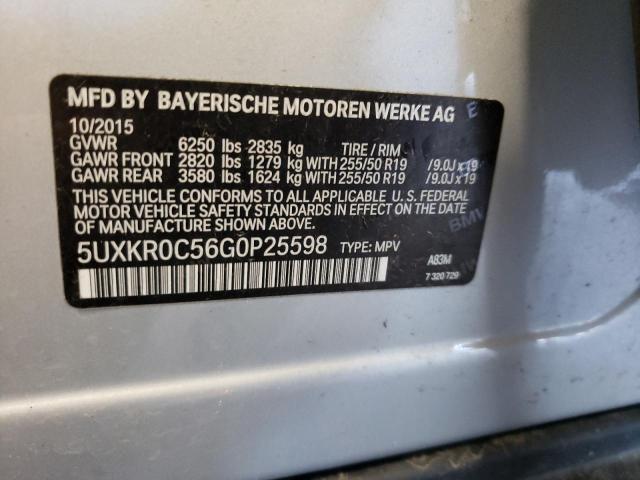 MFD BY BAYERISCHE MOTOREN WERKE AG
10/2015
GVWR 6250 lbs 2835 kg TIRE / RIM
GAWR FRONT 2820 lbs 1279 kg WITH 255/50 R19 /9.0J x 19
GAWR REAR 3580 lbs 1624 kg WITH 255/50 R19 /9.0J x 19
THIS VEHICLE CONFORMS TO ALL APPLICABLE U. S. FEDERAL
MOTOR VEHICLE SAFETY STANDARDS IN EFFECT ON THE DATE
OF MANUFACTURE SHOWN ABOVE.
5UXKR0C56G0P25598 TYPE: MPV
A83M
7 320 729
BMW